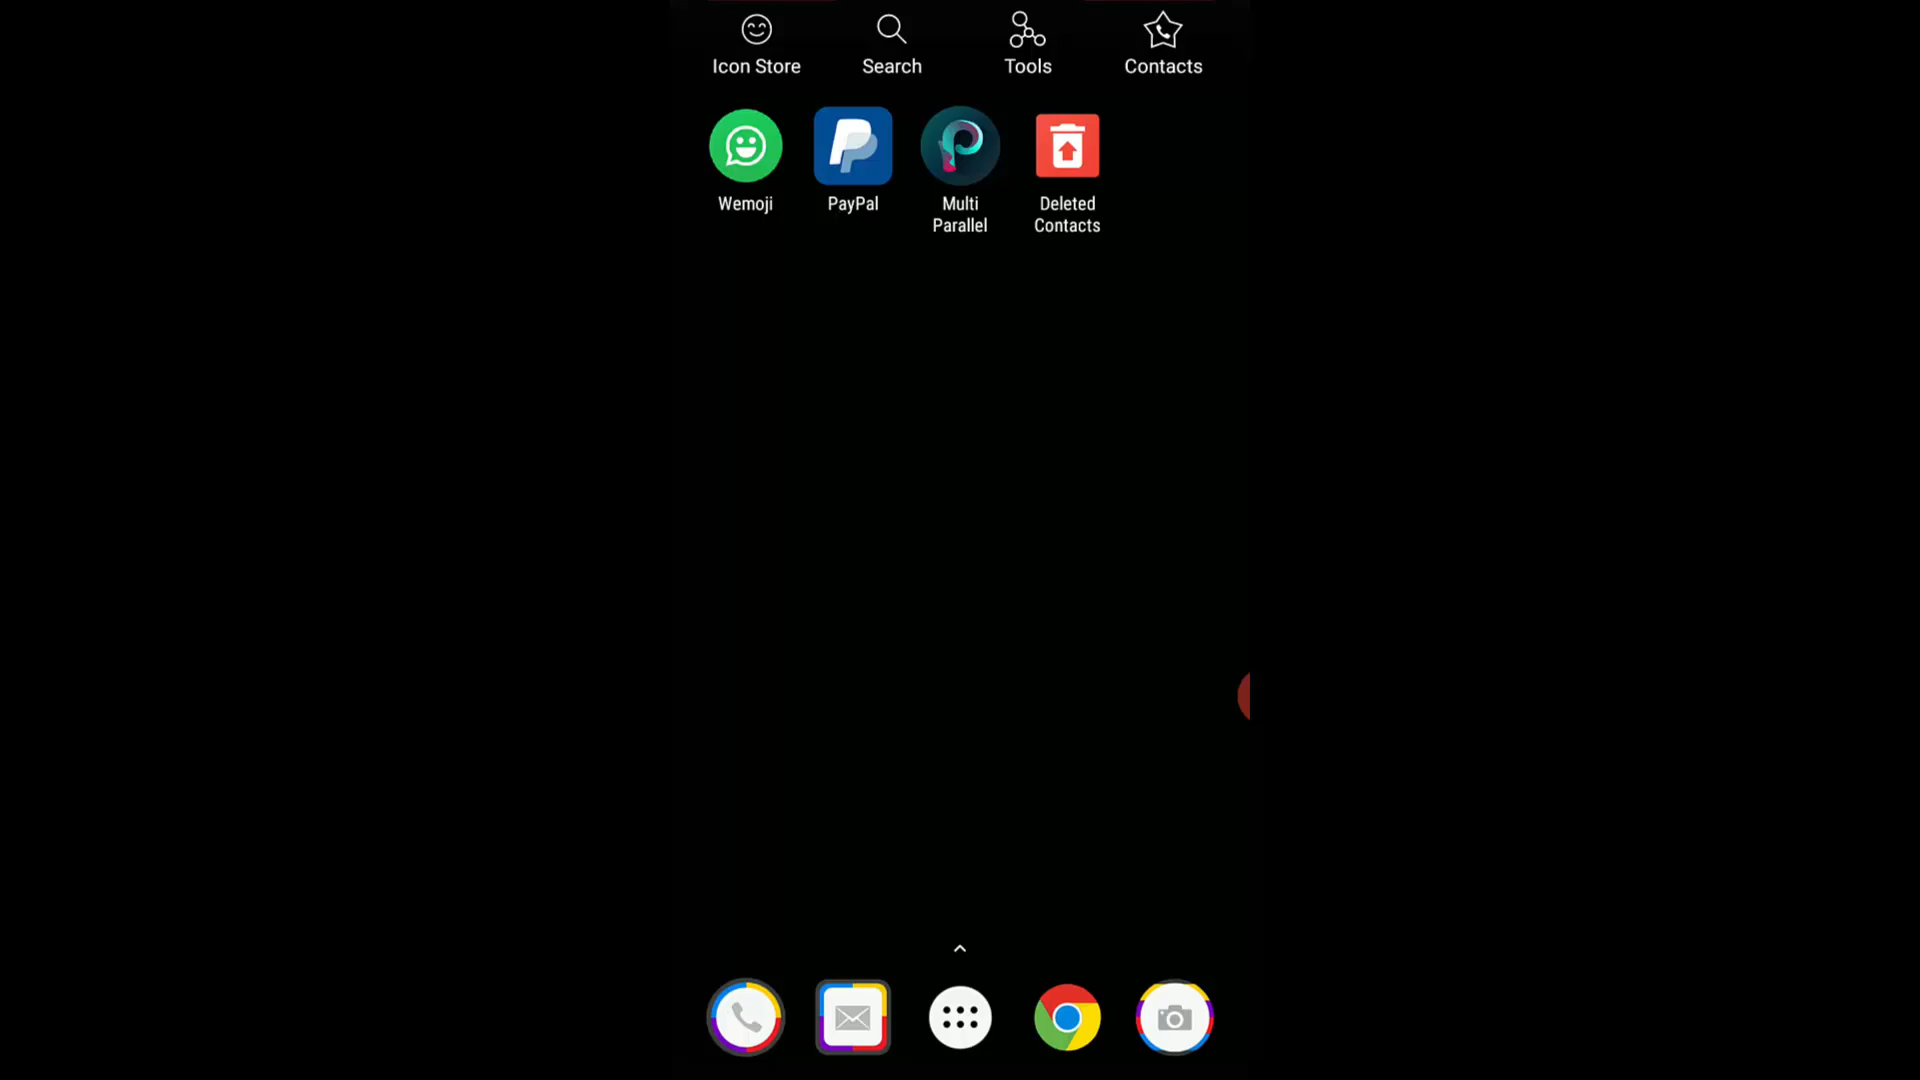 Icon Store
Search
Tools
Contacts
Wemoji
PayPal
Multi
Parallel
Deleted
Contacts